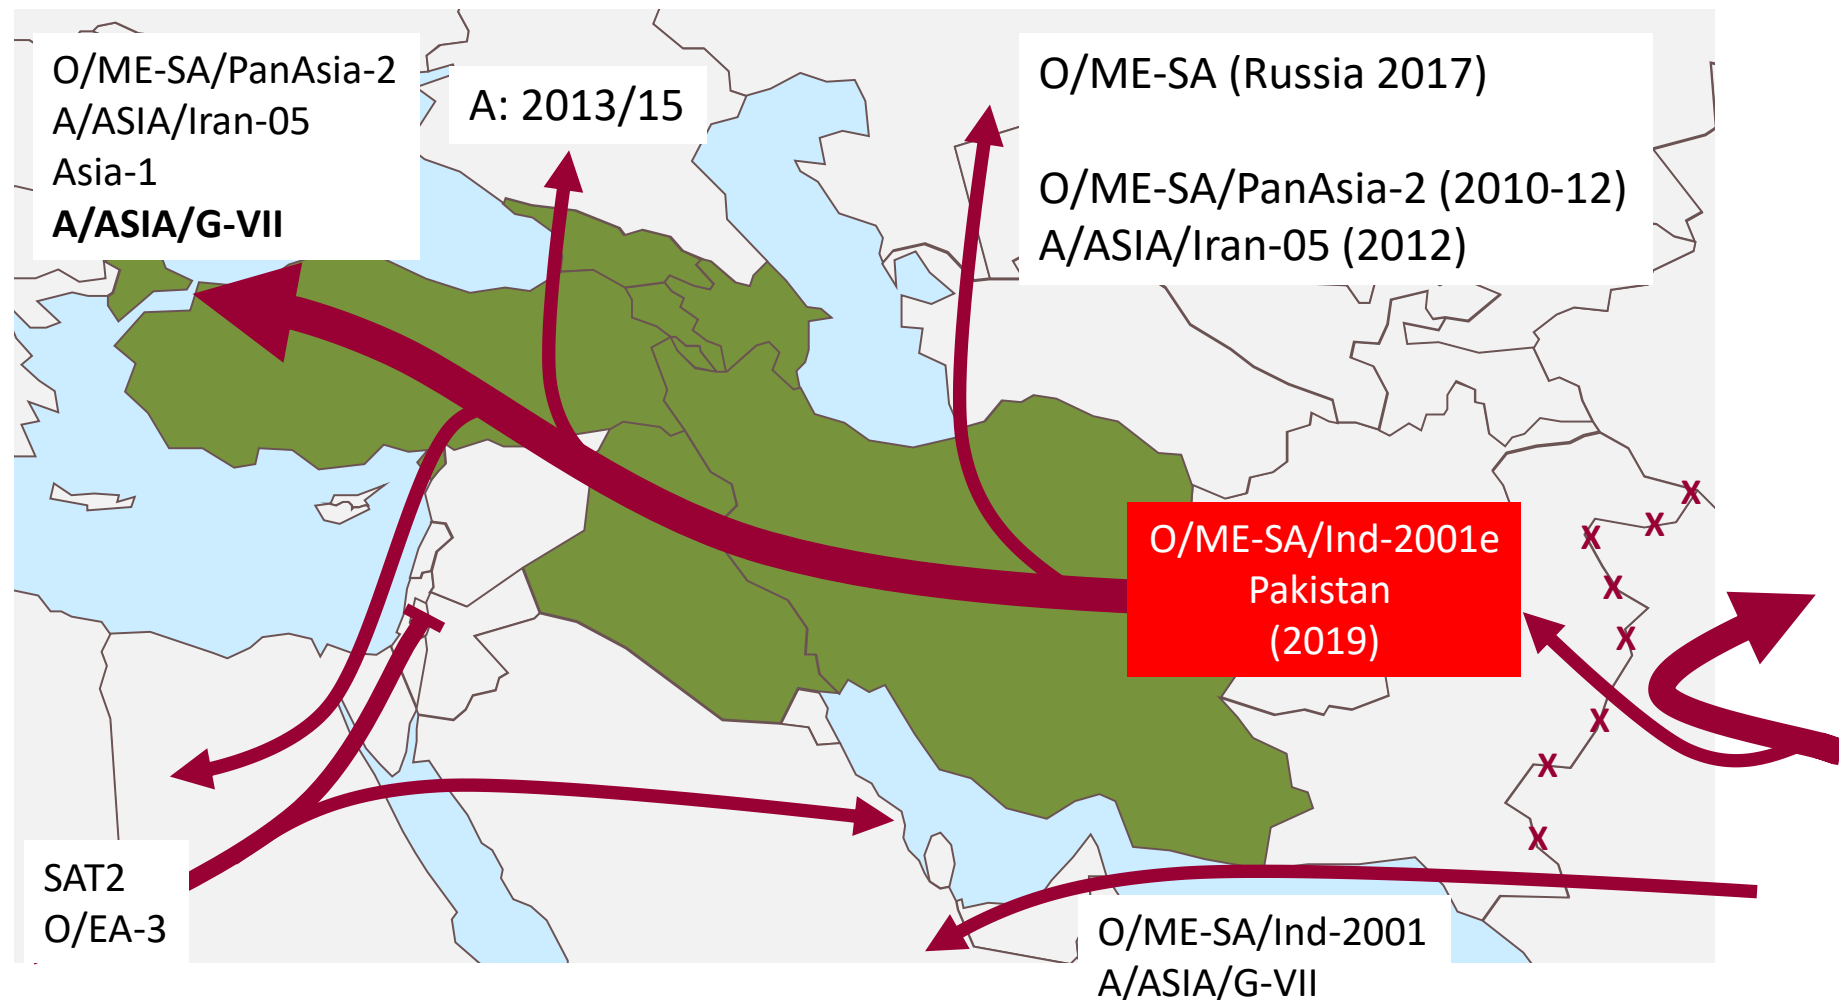 O/ME-SA/PanAsia-2
A/ASIA/Iran-05
Asia-1
A/ASIA/G-VII
A: 2013/15
O/ME-SA (Russia 2017)
O/ME-SA/PanAsia-2 (2010-12)
A/ASIA/Iran-05 (2012)
O/ME-SA/Ind-2001e
Pakistan
(2019)
X
X
X
X
X
X
X
X
SAT2
O/EA-3
O/ME-SA/Ind-2001
A/ASIA/G-VII